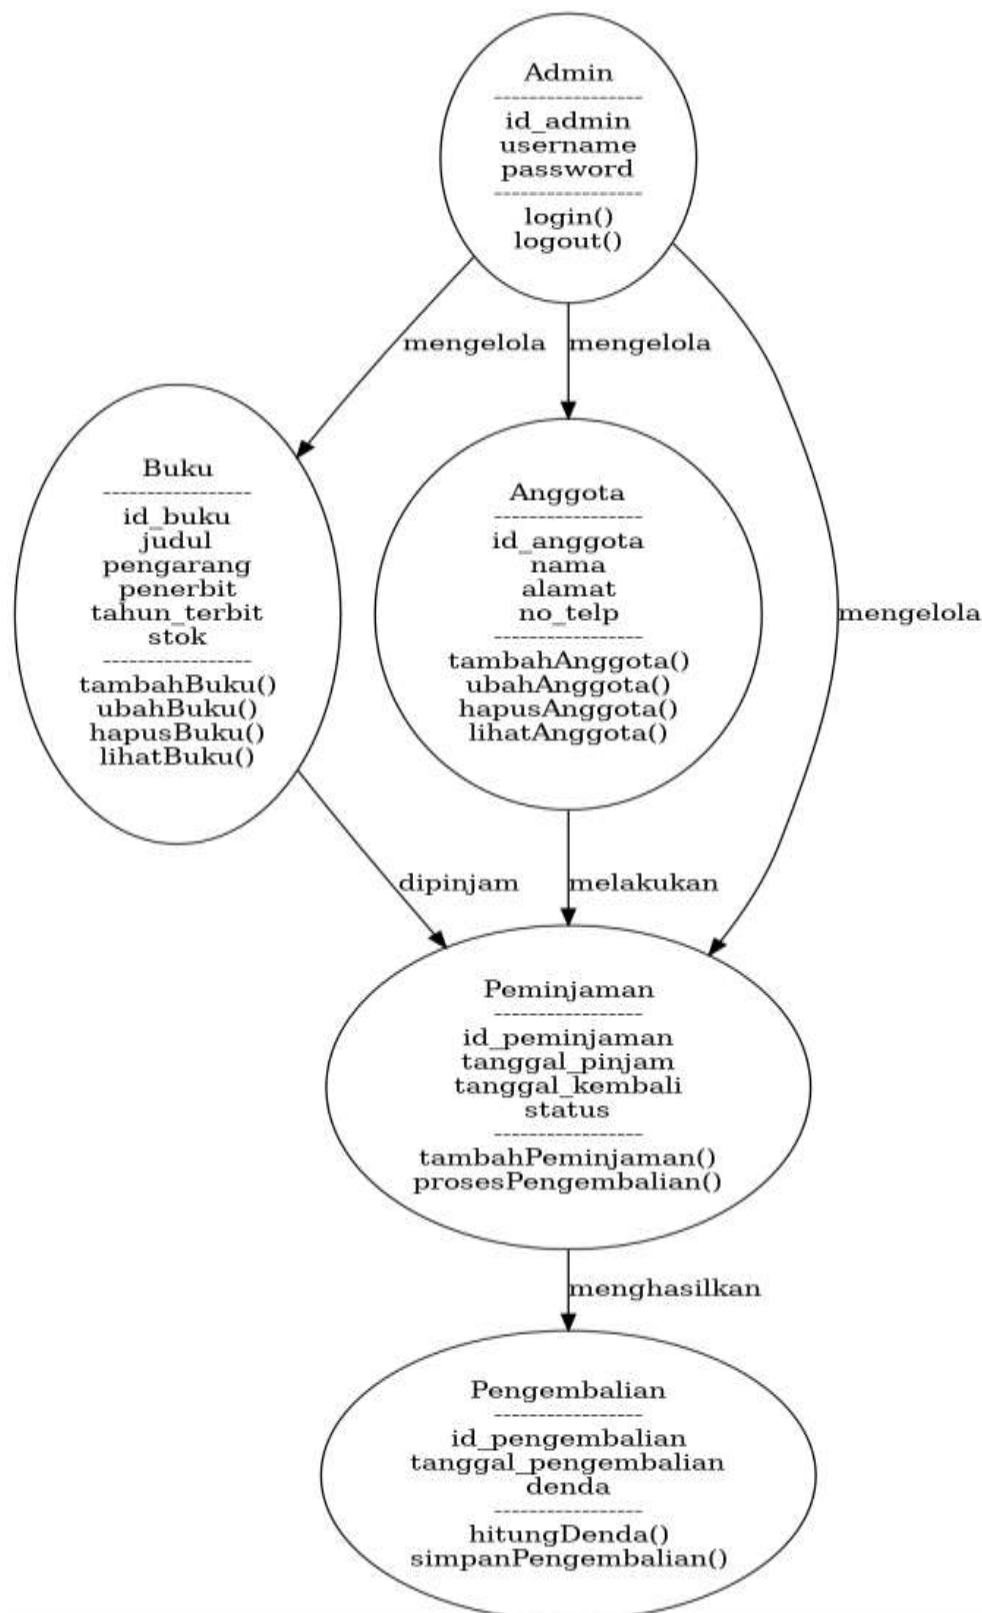 Admin
-----------------
id_admin
username
password
-----------------
login()
logout()
mengelola
mengelola
Buku
-----------------
id_buku
judul
pengarang
penerbit
tahun_terbit
stok
-----------------
tambahBuku()
ubahBuku()
hapusBuku()
lihatBuku()
Anggota
-----------------
id_anggota
nama
alamat
no_telp
-----------------
tambahAnggota()
ubahAnggota()
hapusAnggota()
lihatAnggota()
mengelola
dipinjam
melakukan
Peminjaman
-----------------
id_peminjaman
tanggal_pinjam
tanggal_kembali
status
-----------------
tambahPeminjaman()
prosesPengembalian()
menghasilkan
Pengembalian
-----------------
id_pengembalian
tanggal_pengembalian
denda
-----------------
hitungDenda()
simpanPengembalian()